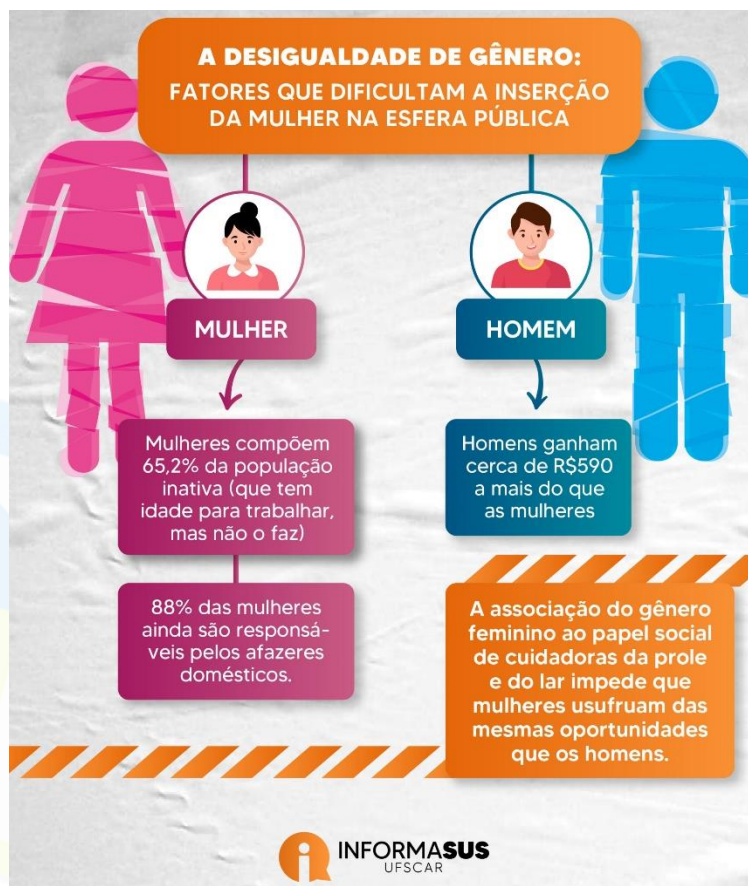 A DESIGUALDADE DE GÊNERO:
FATORES QUE DIFICULTAM A INSERÇÃO
DA MULHER NA ESFERA PÚBLICA
MULHER
HOMEM
Mulheres compõem
65,2% da população
inativa (que tem
idade para trabalhar,
mas não o faz)
Homens ganham
cerca de R$590
a mais do que
as mulheres
88% das mulheres
ainda são responsá-
veis pelos afazeres
domésticos.
A associação do gênero
feminino ao papel social
de cuidadoras da prole
e do lar impede que
mulheres usufruam das
mesmas oportunidades
que os homens.
INFORMASUS
UFSCAR